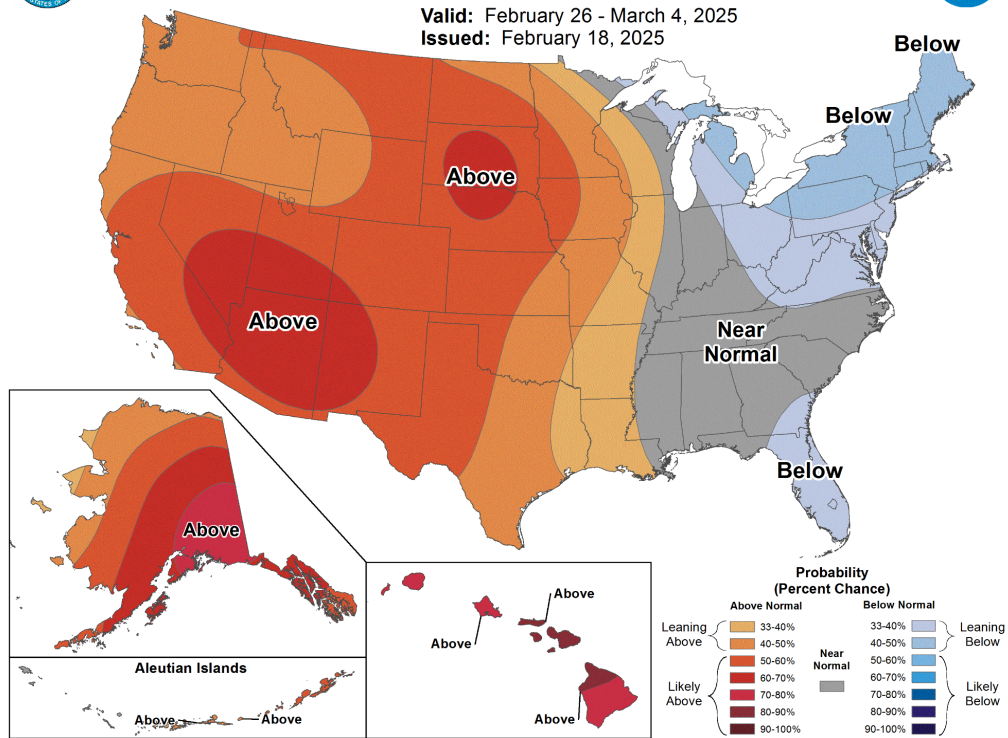 STATES OF
Valid: February 26 - March 4, 2025
Issued: February 18, 2025
Below
Below
Above
Above
Near
Normal
Below
Above
Above
Above
Above
Aleutian Islands
Above
Above
Probability
(Percent Chance)
Above Normal
Below Normal
Leaning
Above
33-40%
40-50%
Likely
Above
50-60%
60-70%
70-80%
80-90%
90-100%
Near
Normal
33-40%
40-50%
Leaning
Below
50-60%
60-70%
70-80%
80-90%
90-100%
Likely
Below